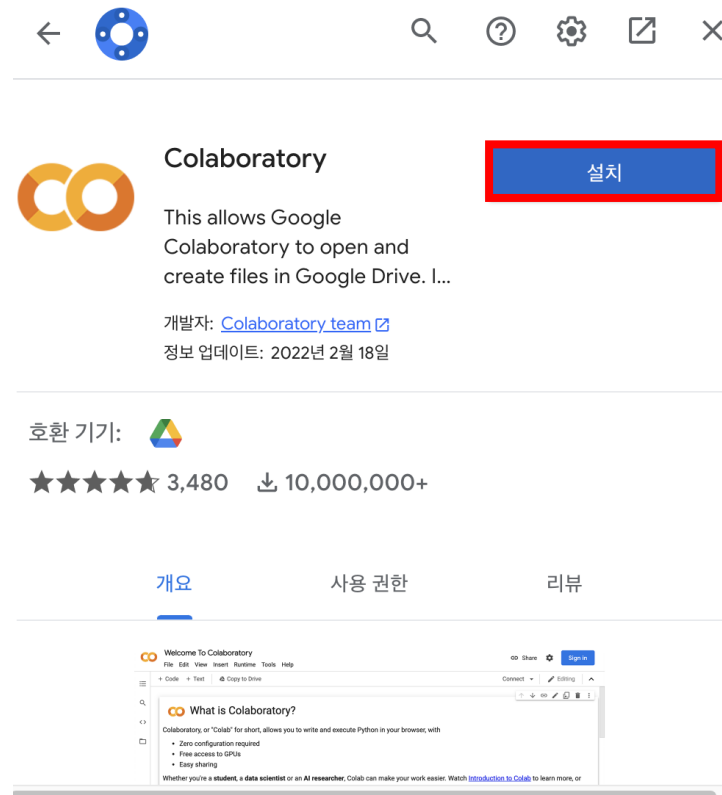 Colaboratory
설치
This allows Google
Colaboratory to open and
create files in Google Drive. I...
개발자: Colaboratory team
정보 업데이트: 2022년 2월 18일
호환 기기:
3,480 10,000,000+
개요 사용 권한 리뷰
Welcome To Colaboratory
File Edit View Insert Runtime Tools Help
Share Sign in
+ Code + Text Copy to Drive Connect Editing
What is Colaboratory?
Colaboratory, or "Colab" for short, allows you to write and execute Python in your browser, with
• Zero configuration required
• Free access to GPUs
• Easy sharing
Whether you're a student, a data scientist or an AI researcher, Colab can make your work easier. Watch Introduction to Colab to learn more, or